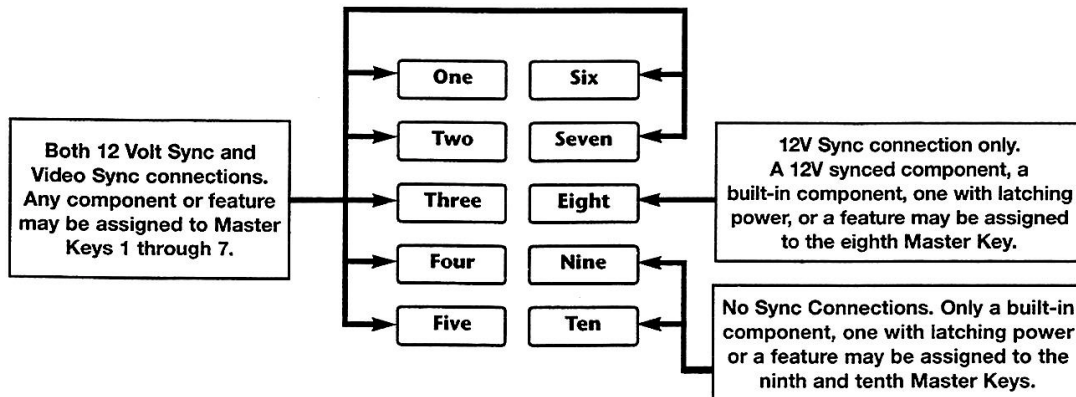 One
Six
Two
Seven
Three
Eight
Four
Nine
Five
Ten
Both 12 Volt Sync and
Video Sync connections.
Any component or feature
may be assigned to Master
Keys 1 through 7.
12V Sync connection only.
A 12V synced component, a
built-in component, one with latching
power, or a feature may be assigned
to the eighth Master Key.
No Sync Connections. Only a built-in
component, one with latching power
or a feature may be assigned to the
ninth and tenth Master Keys.